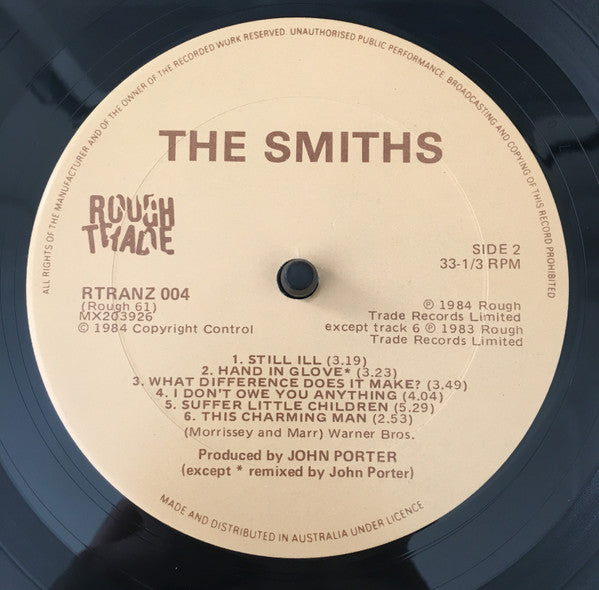 ALL RIGHTS OF THE MANUFACTURER AND OF THE OWNER OF THE RECORDED WORK RESERVED UNAUTHORISED PUBLIC PERFORMANCE BROADCASTING AND COPYING OF THIS RECORD PROHIBITED
THE SMITHS
ROUGH
TRADE
SIDE 2
33-1/3 RPM
RTRANZ 004
(Rough 61)
MX203926
© 1984 Copyright Control
℗ 1984 Rough
Trade Records Limited
except track 6 ℗ 1983 Rough
Trade Records Limited
1. STILL ILL (3.19)
2. HAND IN GLOVE* (3.23)
3. WHAT DIFFERENCE DOES IT MAKE? (3.49)
4. I DON'T OWE YOU ANYTHING (4.04)
5. SUFFER LITTLE CHILDREN (5.29)
6. THIS CHARMING MAN (2.53)
(Morrissey and Marr) Warner Bros.
Produced by JOHN PORTER
(except * remixed by John Porter)
MADE AND DISTRIBUTED IN AUSTRALIA UNDER LICENCE